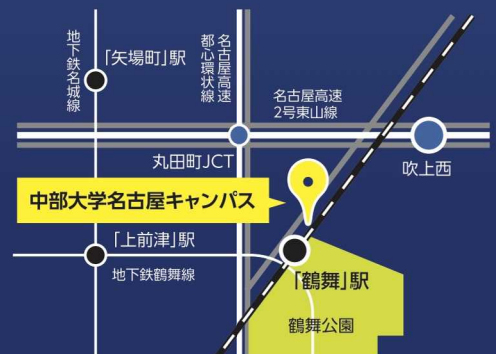 地下鉄名城線
「矢場町」駅
名古屋高速
都心環状線
名古屋高速
2号東山線
丸田町JCT
吹上西
中部大学名古屋キャンパス
「上前津」駅
地下鉄鶴舞線
「鶴舞」駅
鶴舞公園